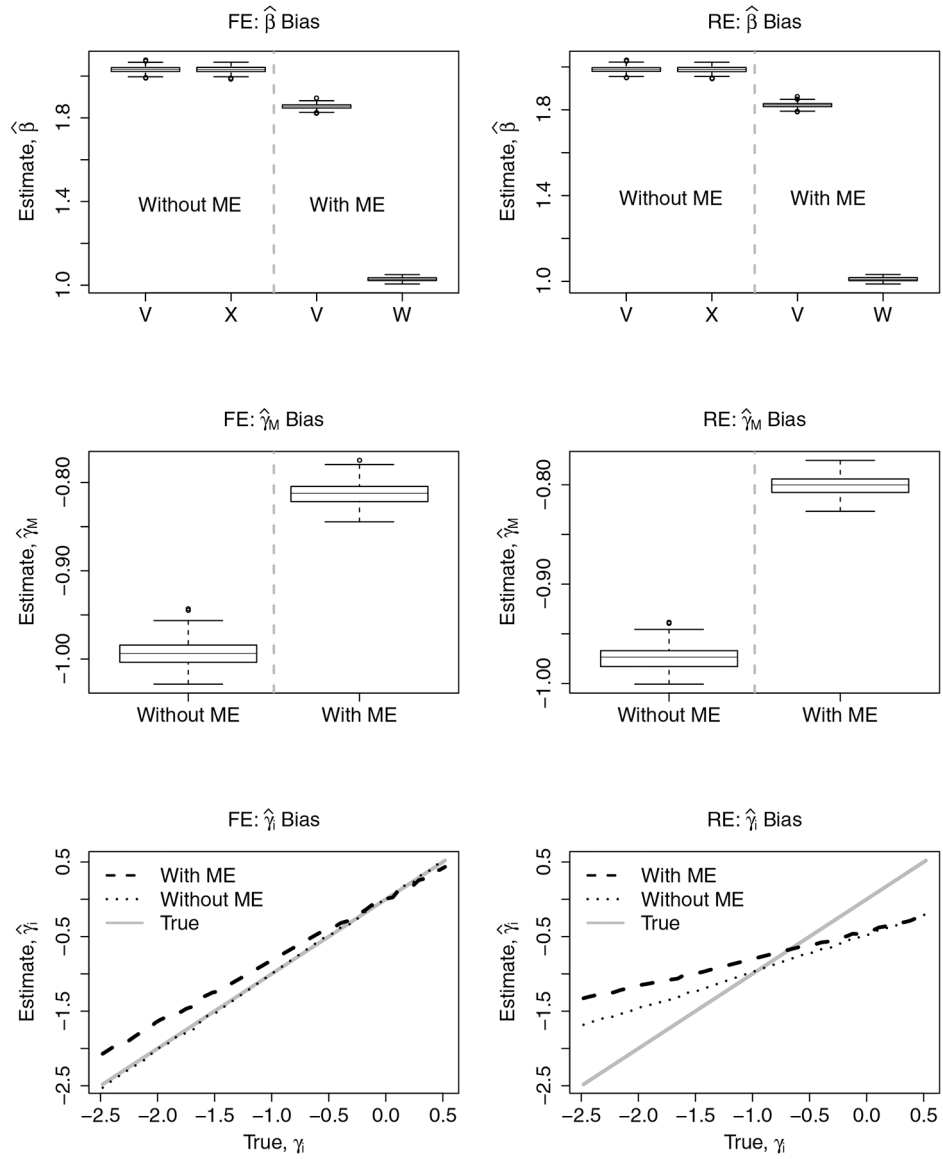 FE: β̂ Bias
Estimate, β̂
1.0 1.4 1.8
Without ME With ME
V X V W
RE: β̂ Bias
Estimate, β̂
1.0 1.4 1.8
Without ME With ME
V X V W
FE: γ̂M Bias
Estimate, γ̂M
−1.00 −0.90 −0.80
Without ME With ME
RE: γ̂M Bias
Estimate, γ̂M
−1.00 −0.90 −0.80
Without ME With ME
FE: γ̂i Bias
Estimate, γ̂i
−2.5 −1.5 −0.5 0.5
With ME
Without ME
True
−2.5 −2.0 −1.5 −1.0 −0.5 0.0 0.5
True, γi
RE: γ̂i Bias
Estimate, γ̂i
−2.5 −1.5 −0.5 0.5
With ME
Without ME
True
−2.5 −2.0 −1.5 −1.0 −0.5 0.0 0.5
True, γi